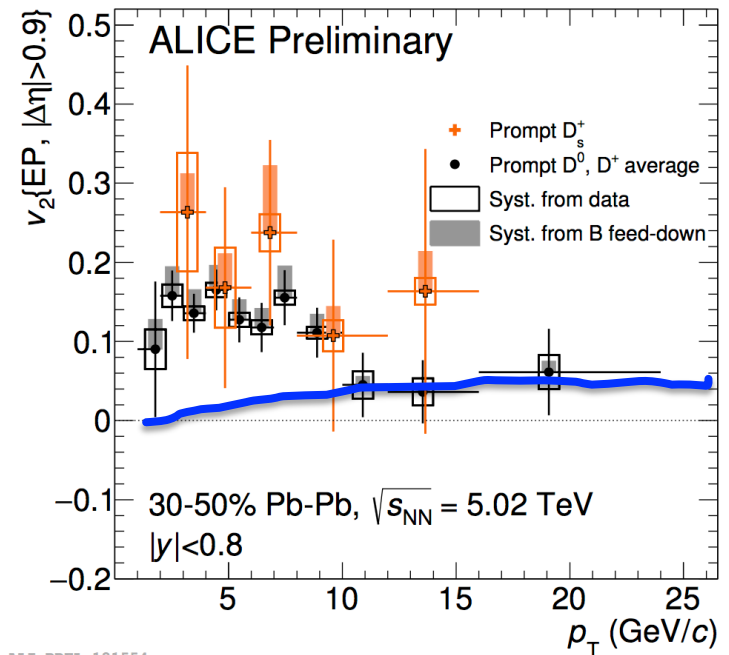 ALICE Preliminary
v₂{EP, |Δη|>0.9}
0.5
0.4
0.3
0.2
0.1
0
−0.1
−0.2
Prompt D⁺ₛ
Prompt D⁰, D⁺ average
Syst. from data
Syst. from B feed-down
30-50% Pb-Pb, √sNN = 5.02 TeV
|y|<0.8
5 10 15 20 25
pT (GeV/c)